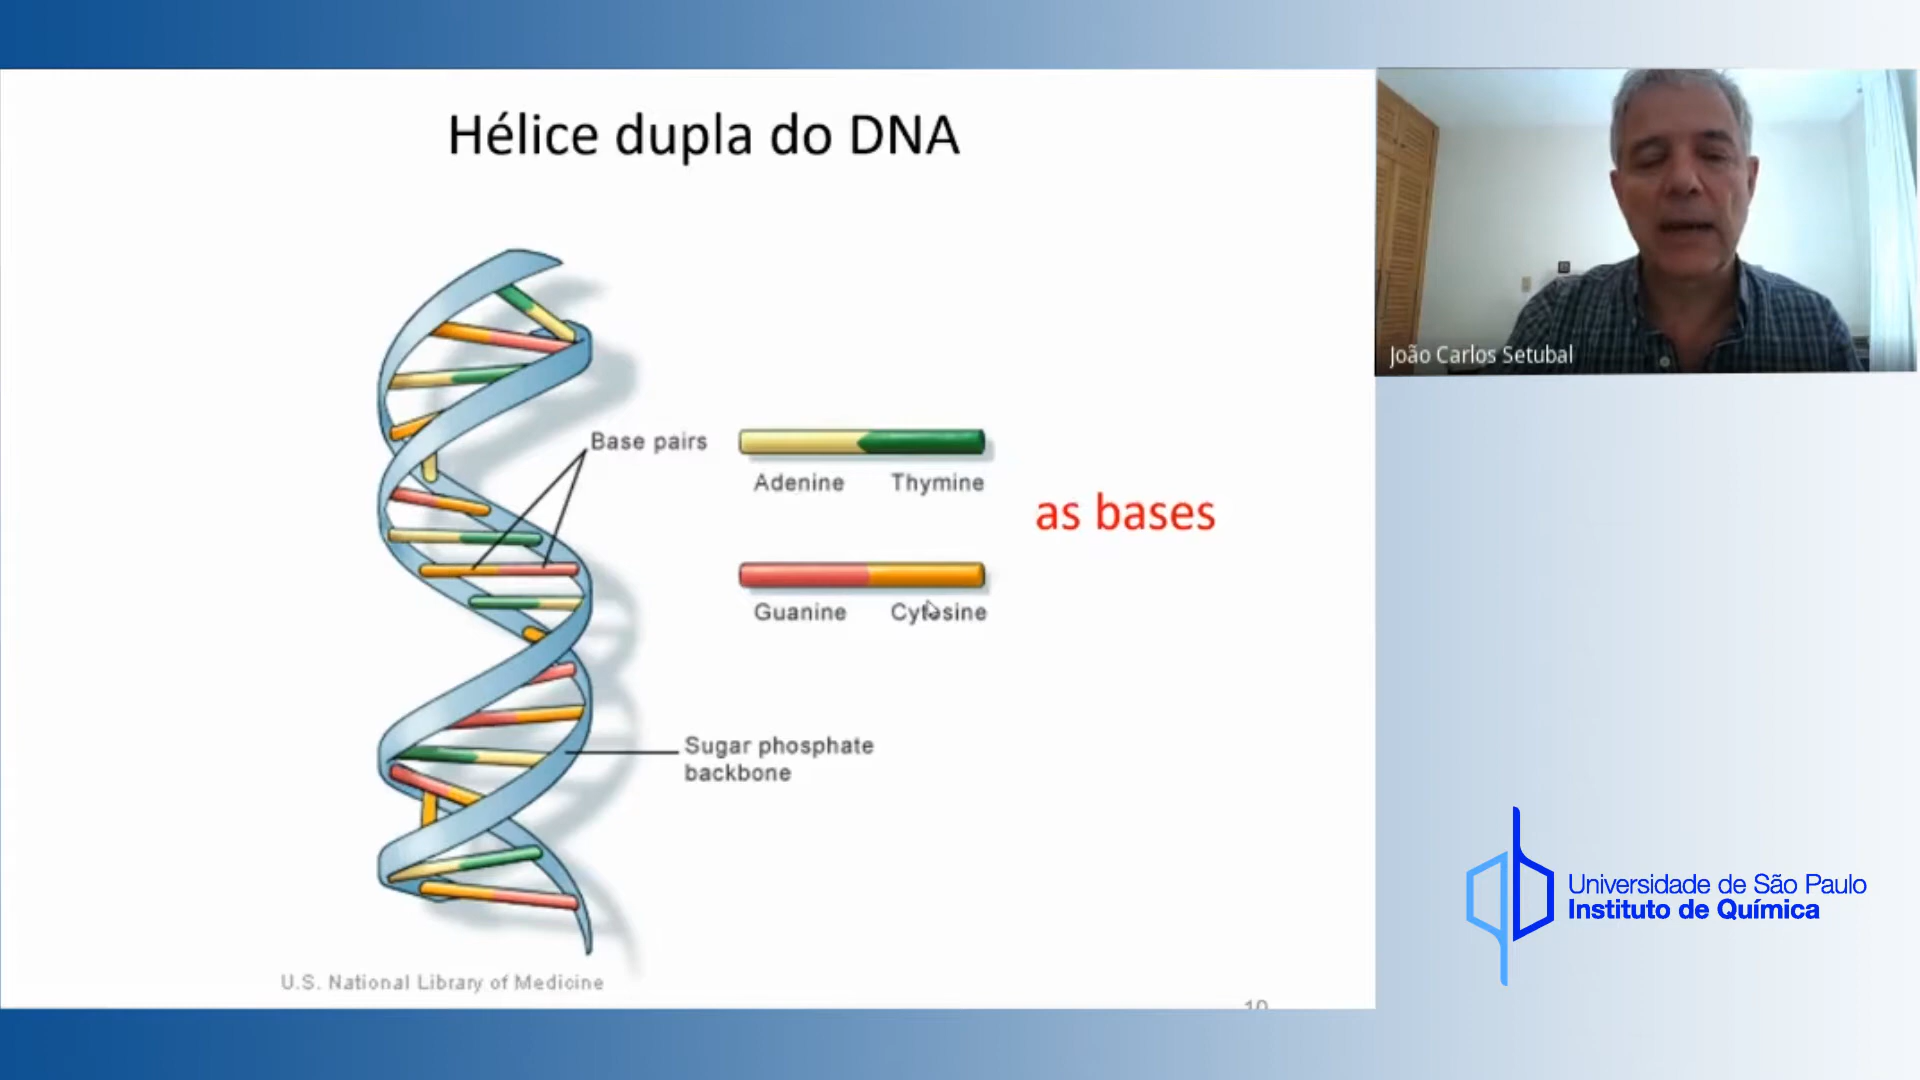 Hélice dupla do DNA
João Carlos Setubal
Base pairs
Adenine Thymine
as bases
Guanine Cytosine
Sugar phosphate
backbone
Universidade de São Paulo
Instituto de Química
U.S. National Library of Medicine